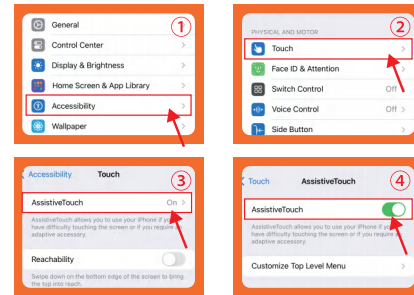 ①
General
Control Center
Display & Brightness
Home Screen & App Library
Accessibility
Wallpaper
②
PHYSICAL AND MOTOR
Touch
Face ID & Attention
Switch Control Off
Voice Control Off
Side Button
③
Accessibility Touch
AssistiveTouch On
AssistiveTouch allows you to use your iPhone if you
have difficulty touching the screen or if you require an
adaptive accessory.
Reachability
Swipe down on the bottom edge of the screen to bring
the top into reach.
④
Touch AssistiveTouch
AssistiveTouch
AssistiveTouch allows you to use your iPhone if you
have difficulty touching the screen or if you require an
adaptive accessory.
Customize Top Level Menu